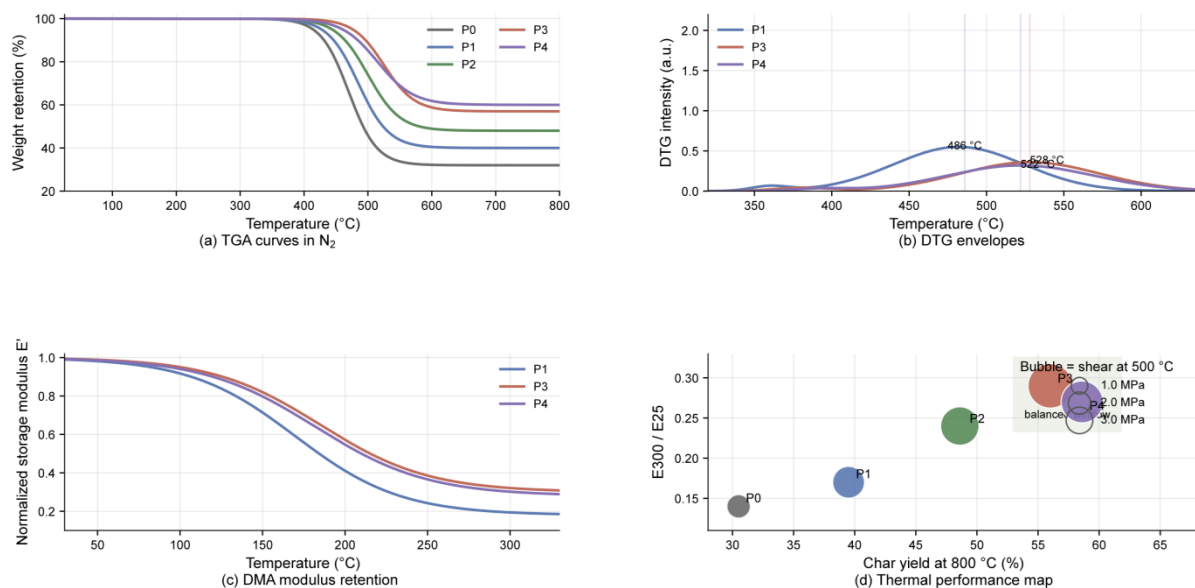 Weight retention (%)
100
80
60
40
20
P0
P1
P2
P3
P4
100 200 300 400 500 600 700 800
Temperature (°C)
(a) TGA curves in N₂
DTG intensity (a.u.)
2.0
1.5
1.0
0.5
0.0
P1
P3
P4
486 °C
528 °C
522 °C
350 400 450 500 550 600
Temperature (°C)
(b) DTG envelopes
Normalized storage modulus E'
1.0
0.8
0.6
0.4
0.2
P1
P3
P4
50 100 150 200 250 300
Temperature (°C)
(c) DMA modulus retention
E300 / E25
0.30
0.25
0.20
0.15
Bubble = shear at 500 °C
P3
1.0 MPa
2.0 MPa
P4
3.0 MPa
P2
P1
P0
30 35 40 45 50 55 60 65
Char yield at 800 °C (%)
(d) Thermal performance map